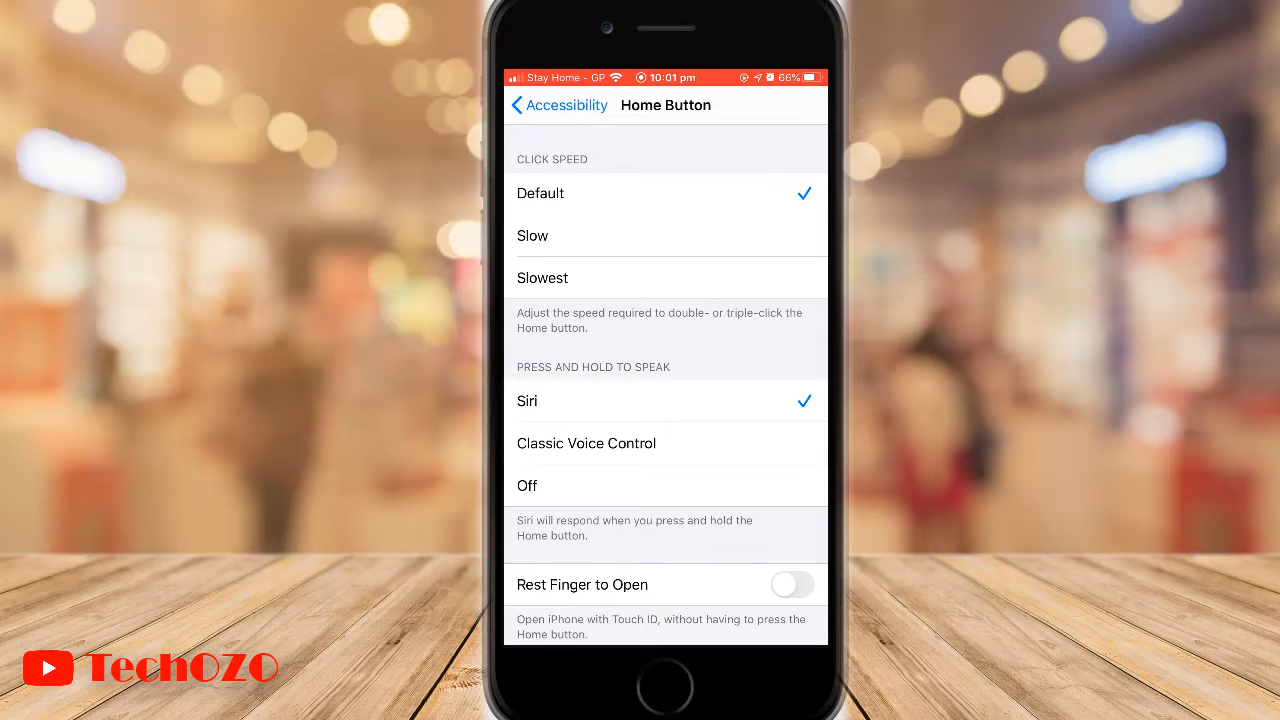 Stay Home - GP 10:01 pm 66%
Accessibility Home Button
CLICK SPEED
Default
Slow
Slowest
Adjust the speed required to double- or triple-click the
Home button.
PRESS AND HOLD TO SPEAK
Siri
Classic Voice Control
Off
Siri will respond when you press and hold the
Home button.
Rest Finger to Open
Open iPhone with Touch ID, without having to press the
Home button.
TechOZO